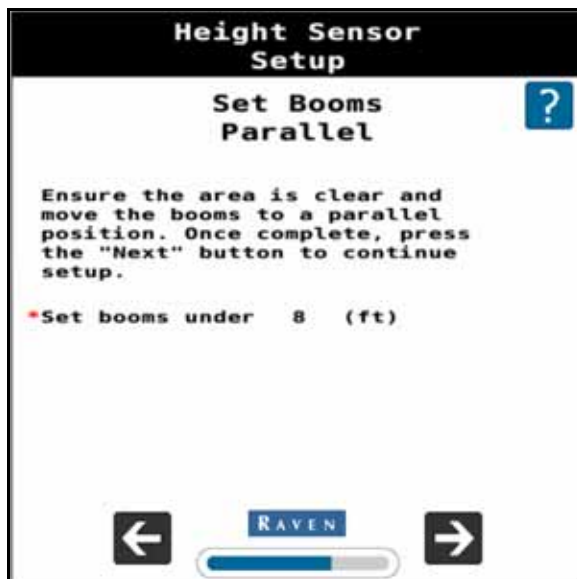 Height Sensor
Setup
Set Booms
Parallel
?
Ensure the area is clear and
move the booms to a parallel
position. Once complete, press
the "Next" button to continue
setup.
*Set booms under 8 (ft)
RAVEN